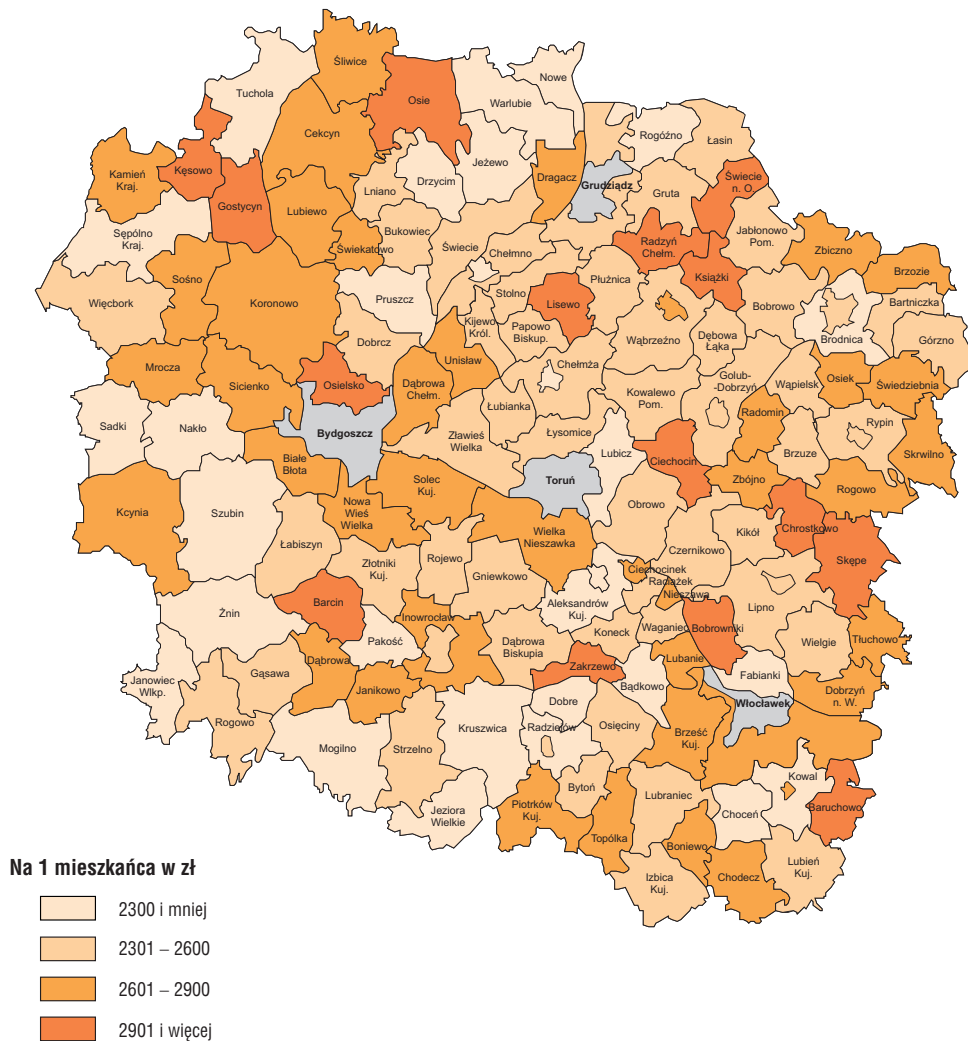 Śliwice
Nowe
Tuchola
Osie
Warlubie
Rogóźno
Łasin
Cekcyn
Jeżewo
Kęsowo
Kamień
Kraj.
Drzycim
Dragacz
Grudziądz
Świecie
n. O.
Lniano
Gruta
Gostycyn
Lubiewo
Bukowiec
Sępólno
Kraj.
Świekatowo
Świecie
Chełmno
Radzyń
Chełm.
Jabłonowo
Pom.
Zbiczno
Sośno
Książki
Brzozie
Płużnica
Więcbork
Koronowo
Pruszcz
Stolno
Lisewo
Bobrowo
Bartniczka
Kijewo
Król.
Papowo
Biskup.
Wąbrzeźno
Dębowa
Łąka
Brodnica
Górzno
Dobrcz
Unisław
Chełmża
Mrocza
Sicienko
Osielsko
Dąbrowa
Chełm.
Golub-
-Dobrzyń
Wąpielsk
Osiek
Świedziebnia
Kowalewo
Pom.
Łubianka
Radomin
Sadki
Nakło
Bydgoszcz
Zławieś
Wielka
Łysomice
Rypin
Brzuze
Lubicz
Skrwilno
Białe
Błota
Ciechocin
Toruń
Solec
Kuj.
Zbójno
Kcynia
Szubin
Nowa
Wieś
Wielka
Rogowo
Obrowo
Wielka
Nieszawka
Chrostkowo
Łabiszyn
Kikół
Czernikowo
Złotniki
Kuj.
Rojewo
Skępe
Gniewkowo
Ciechocinek
Raciążek
Nieszawa
Barcin
Żnin
Aleksandrów
Kuj.
Lipno
Inowrocław
Bobrowniki
Koneck
Waganiec
Pakość
Dąbrowa
Biskupia
Wielgie
Tłuchowo
Lubanie
Dąbrowa
Zakrzewo
Gąsawa
Fabianki
Janowiec
Wlkp.
Janikowo
Bądkowo
Dobrzyń
n. W.
Dobre
Włocławek
Rogowo
Kruszwica
Radziejów
Osięciny
Brześć
Kuj.
Mogilno
Strzelno
Kowal
Bytoń
Lubraniec
Jeziora
Wielkie
Piotrków
Kuj.
Choceń
Baruchowo
Topólka
Boniewo
Lubień
Kuj.
Izbica
Kuj.
Chodecz
Na 1 mieszkańca w zł
2300 i mniej
2301 – 2600
2601 – 2900
2901 i więcej